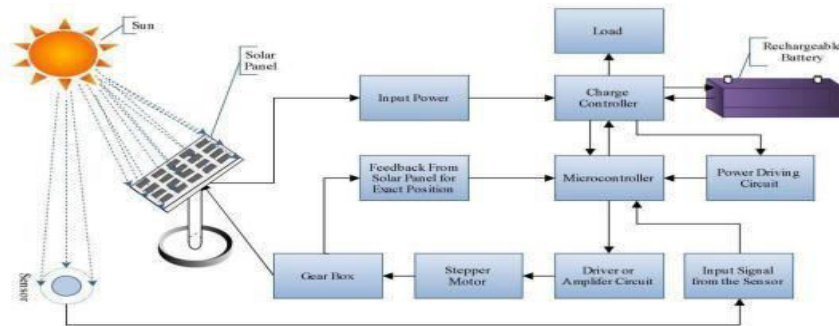 Sun
Solar
Panel
Load
Rechargeable
Battery
Input Power
Charge
Controller
Feedback From
Solar Panel for
Exact Position
Microcontroller
Power Driving
Circuit
Sensor
Gear Box
Stepper
Motor
Driver or
Amplifer Circuit
Input Signal
from the Sensor